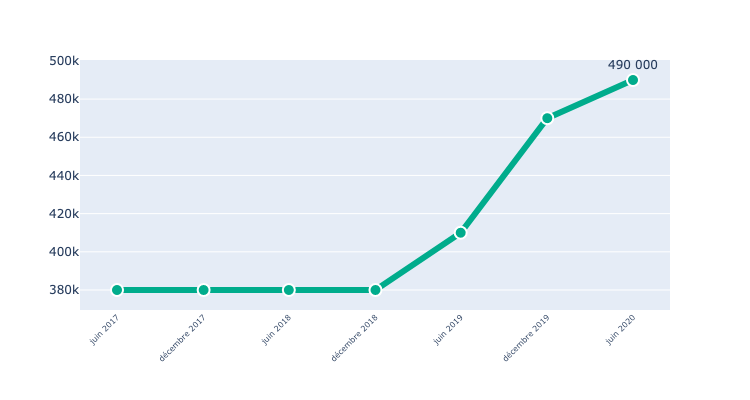 500k
490 000
480k
460k
440k
420k
400k
380k
juin 2017
décembre 2017
juin 2018
décembre 2018
juin 2019
décembre 2019
juin 2020